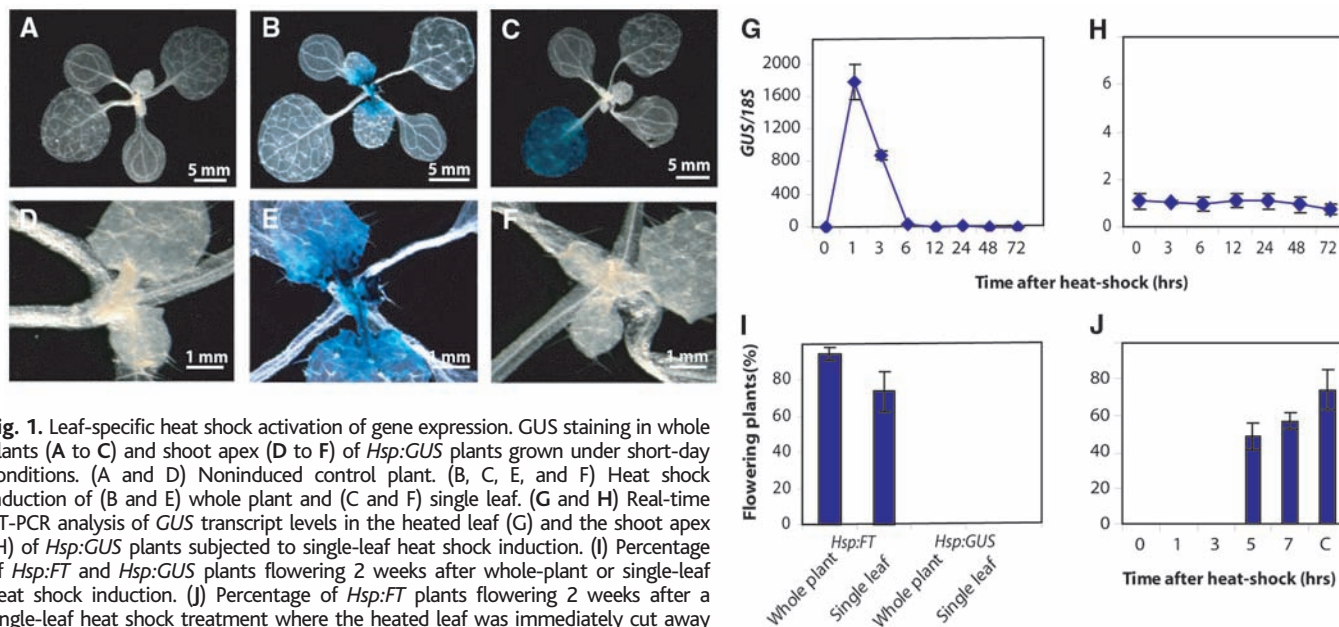 A
B
C
5 mm
5 mm
5 mm
D
E
F
1 mm
1 mm
1 mm
G
GUS/18S
2000
1600
1200
800
400
0
0 1 3 6 12 24 48 72
H
6
4
2
0
0 3 6 12 24 48 72
Time after heat-shock (hrs)
I
Flowering plants(%)
80
60
40
20
0
Hsp:FT Hsp:GUS
Whole plant
Single leaf
Whole plant
Single leaf
J
80
60
40
20
0
0 1 3 5 7 C
Time after heat-shock (hrs)
ig. 1. Leaf-specific heat shock activation of gene expression. GUS staining in whole
lants (A to C) and shoot apex (D to F) of Hsp:GUS plants grown under short-day
onditions. (A and D) Noninduced control plant. (B, C, E, and F) Heat shock
nduction of (B and E) whole plant and (C and F) single leaf. (G and H) Real-time
T-PCR analysis of GUS transcript levels in the heated leaf (G) and the shoot apex
H) of Hsp:GUS plants subjected to single-leaf heat shock induction. (I) Percentage
f Hsp:FT and Hsp:GUS plants flowering 2 weeks after whole-plant or single-leaf
eat shock induction. (J) Percentage of Hsp:FT plants flowering 2 weeks after a
ingle-leaf heat shock treatment where the heated leaf was immediately cut away